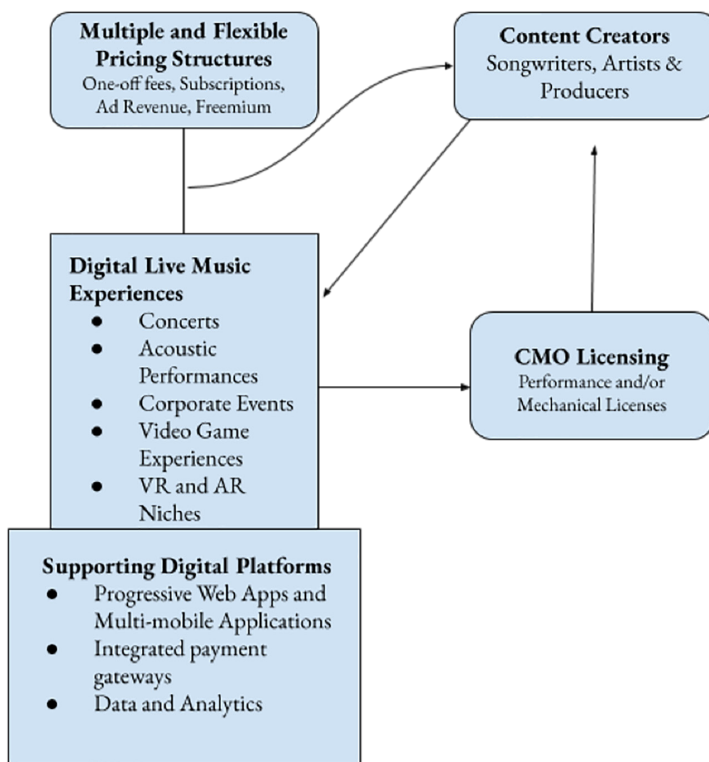 Multiple and Flexible
Pricing Structures
One-off fees, Subscriptions,
Ad Revenue, Freemium
Content Creators
Songwriters, Artists &
Producers
Digital Live Music
Experiences
● Concerts
● Acoustic
Performances
● Corporate Events
● Video Game
Experiences
● VR and AR
Niches
CMO Licensing
Performance and/or
Mechanical Licenses
Supporting Digital Platforms
● Progressive Web Apps and
Multi-mobile Applications
● Integrated payment
gateways
● Data and Analytics